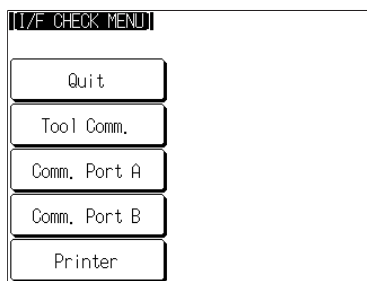 [I/F CHECK MENU]
Quit
Tool Comm.
Comm. Port A
Comm. Port B
Printer